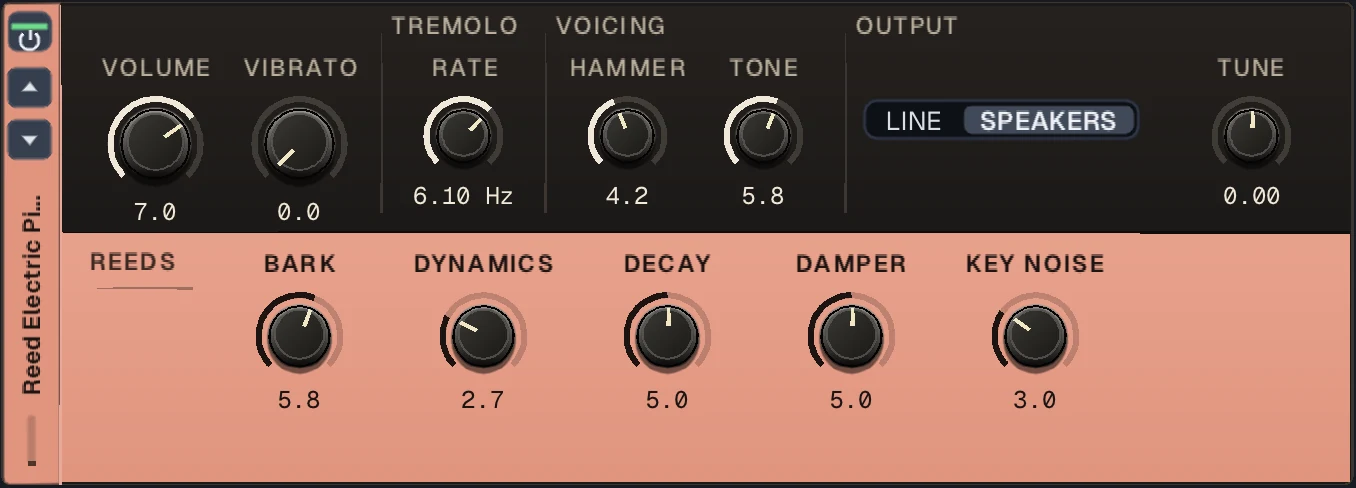 TREMOLO VOICING OUTPUT
VOLUME VIBRATO RATE HAMMER TONE TUNE
LINE SPEAKERS
7.0 0.0 6.10 Hz 4.2 5.8 0.00
REEDS BARK DYNAMICS DECAY DAMPER KEY NOISE
5.8 2.7 5.0 5.0 3.0
Reed Electric Pi...